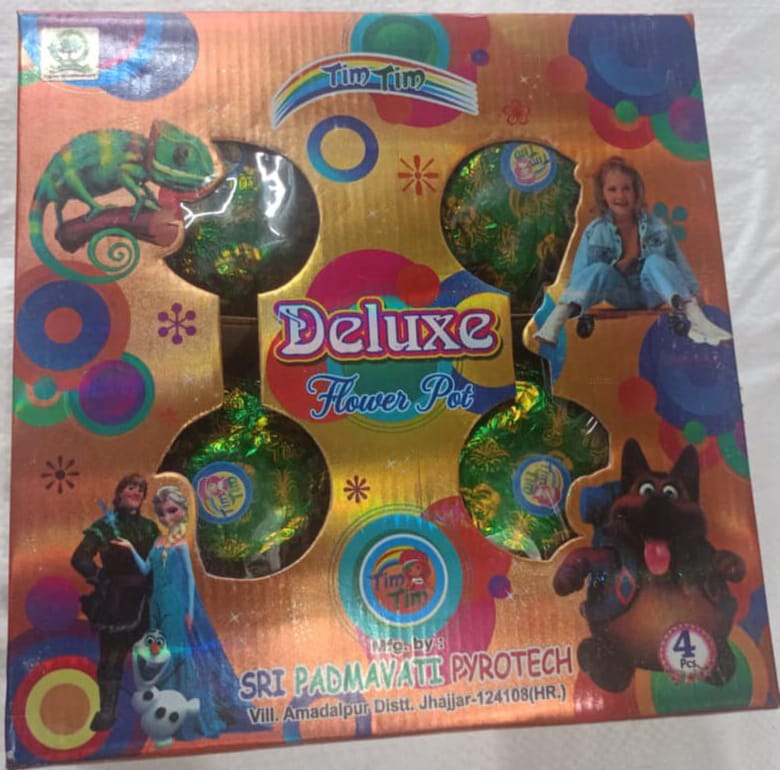 Tim Tim
Deluxe
Flower Pot
Tim
Tim
Mfg. by :
SRI PADMAVATI PYROTECH
Vill. Amadalpur Distt. Jhajjar-124108(HR.)
4
Pcs.